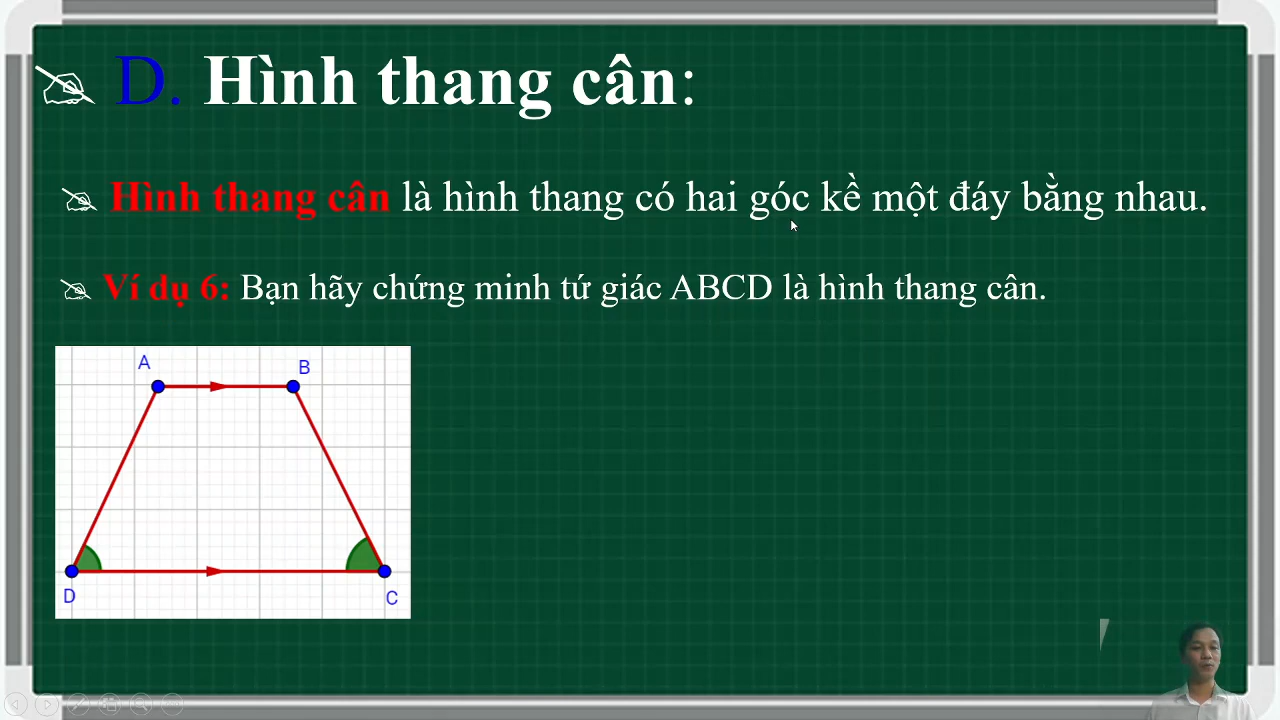 D. Hình thang cân:
Hình thang cân là hình thang có hai góc kề một đáy bằng nhau.
Ví dụ 6: Bạn hãy chứng minh tứ giác ABCD là hình thang cân.
A
B
D
C